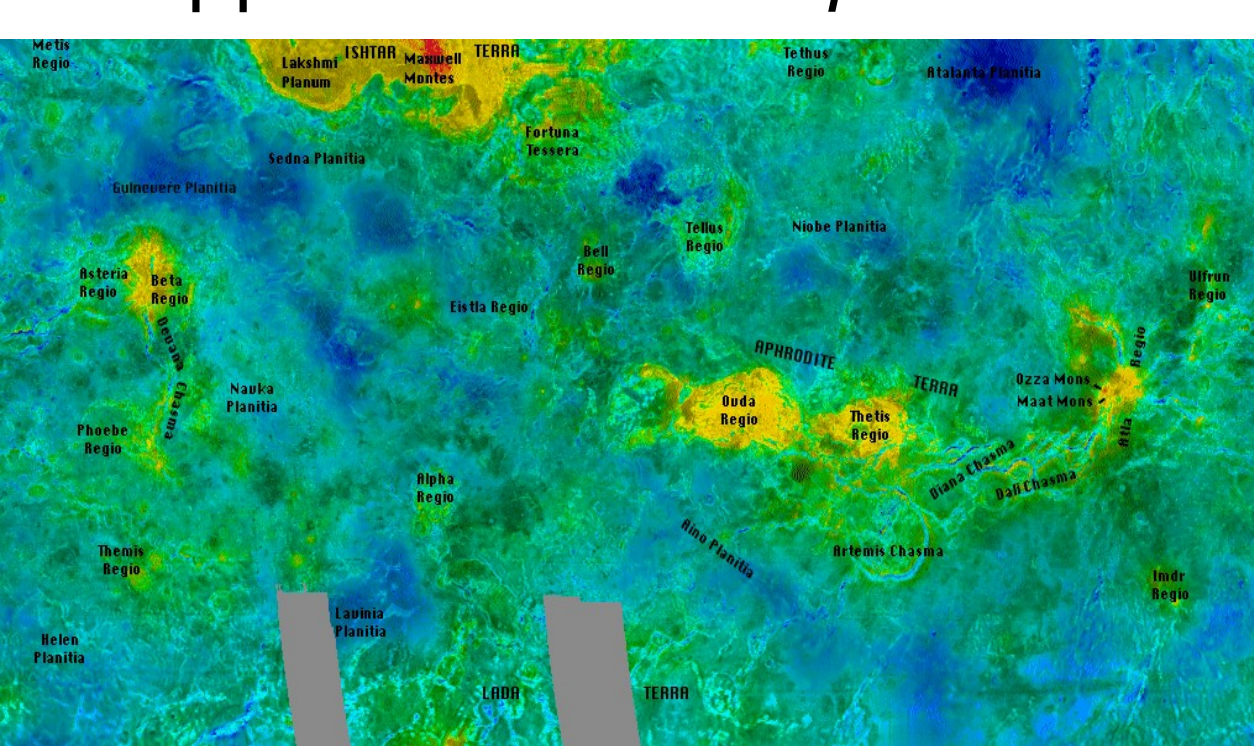 Metis
Regio
Lakshmi
Planum
ISHTAR
Maxwell
Montes
TERRA
Tethus
Regio
Atalanta Planitia
Fortuna
Tessera
Sedna Planitia
Guinevere Planitia
Tellus
Regio
Niobe Planitia
Bell
Regio
Asteria
Regio
Beta
Regio
Ulfrun
Regio
Eistla Regio
Devana Chasma
APHRODITE
TERRA
Navka
Planitia
Ozza Mons
Maat Mons
Atla
Regio
Ovda
Regio
Thetis
Regio
Phoebe
Regio
Diana Chasma
Dali Chasma
Alpha
Regio
Aino Planitia
Artemis Chasma
Themis
Regio
Imdr
Regio
Lavinia
Planitia
Helen
Planitia
LADA
TERRA